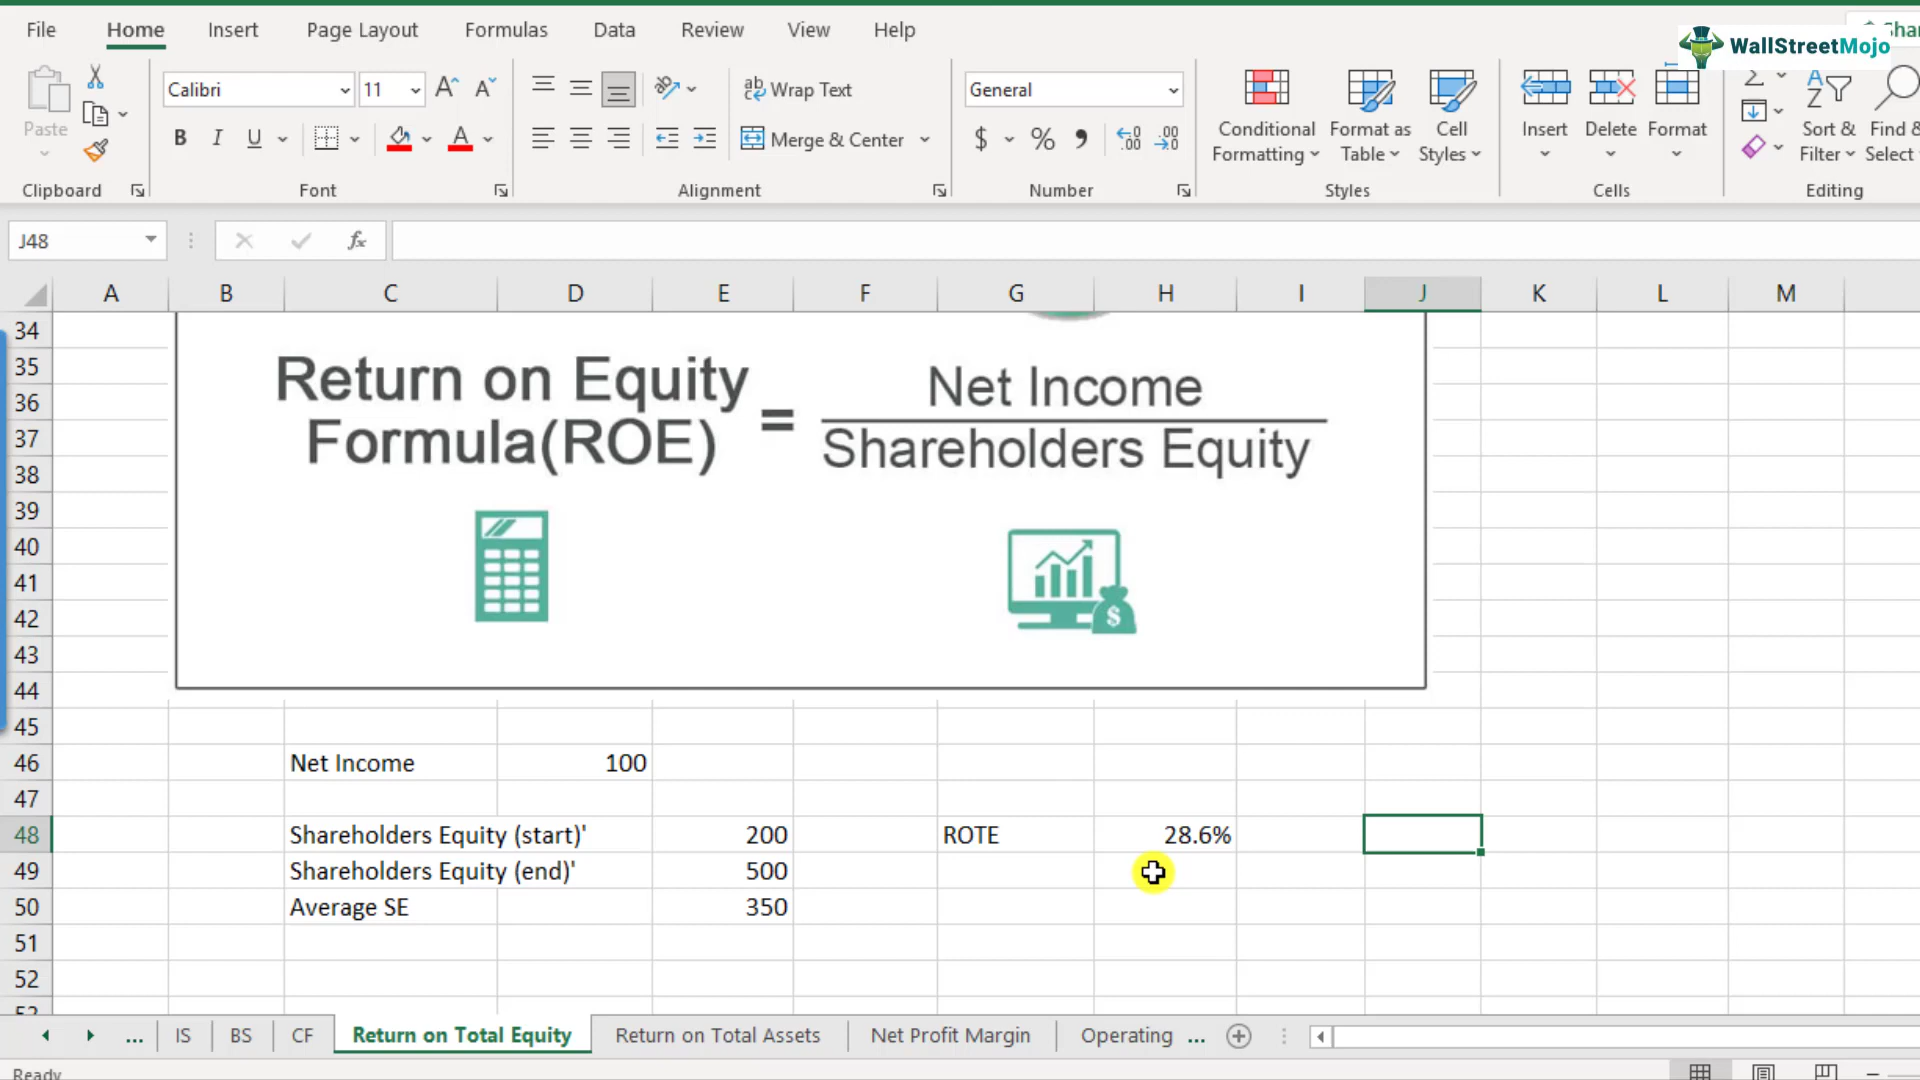 File Home Insert Page Layout Formulas Data Review View Help
WallStreetMojo
Calibri 11 Wrap Text General
Paste
B I U Merge & Center $ % Conditional Formatting Format as Table Cell Styles Insert Delete Format Sort & Filter Find & Select
Clipboard Font Alignment Number Styles Cells Editing
J48 fx
A B C D E F G H I J K L M
34
35
36
37
38
39
40
41
42
43
44
45
Return on Equity
Formula(ROE)
=
Net Income
Shareholders Equity
$
46 Net Income 100
47
48 Shareholders Equity (start)' 200 ROTE 28.6%
49 Shareholders Equity (end)' 500
50 Average SE 350
51
52
... IS BS CF Return on Total Equity Return on Total Assets Net Profit Margin Operating ...
Ready